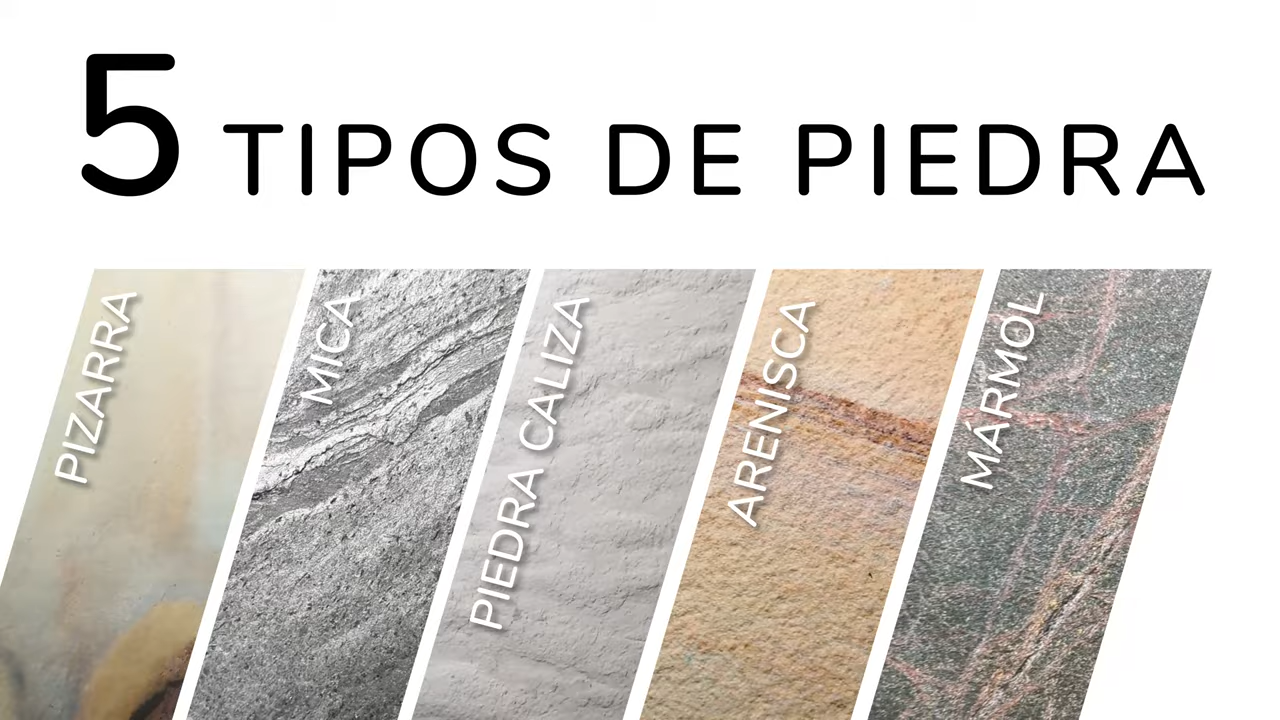 5 TIPOS DE PIEDRA
PIZARRA
MICA
PIEDRA CALIZA
ARENISCA
MÁRMOL